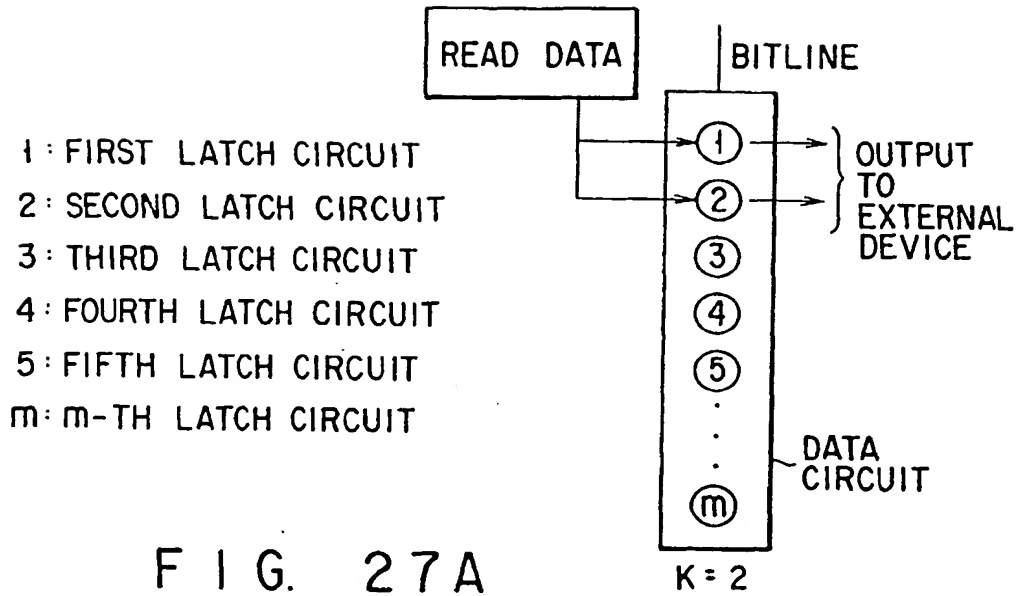 READ DATA
BITLINE
1: FIRST LATCH CIRCUIT
2: SECOND LATCH CIRCUIT
3: THIRD LATCH CIRCUIT
4: FOURTH LATCH CIRCUIT
5: FIFTH LATCH CIRCUIT
m: m-TH LATCH CIRCUIT
1
2
3
4
5
m
OUTPUT
TO
EXTERNAL
DEVICE
DATA
CIRCUIT
K = 2
FIG. 27A